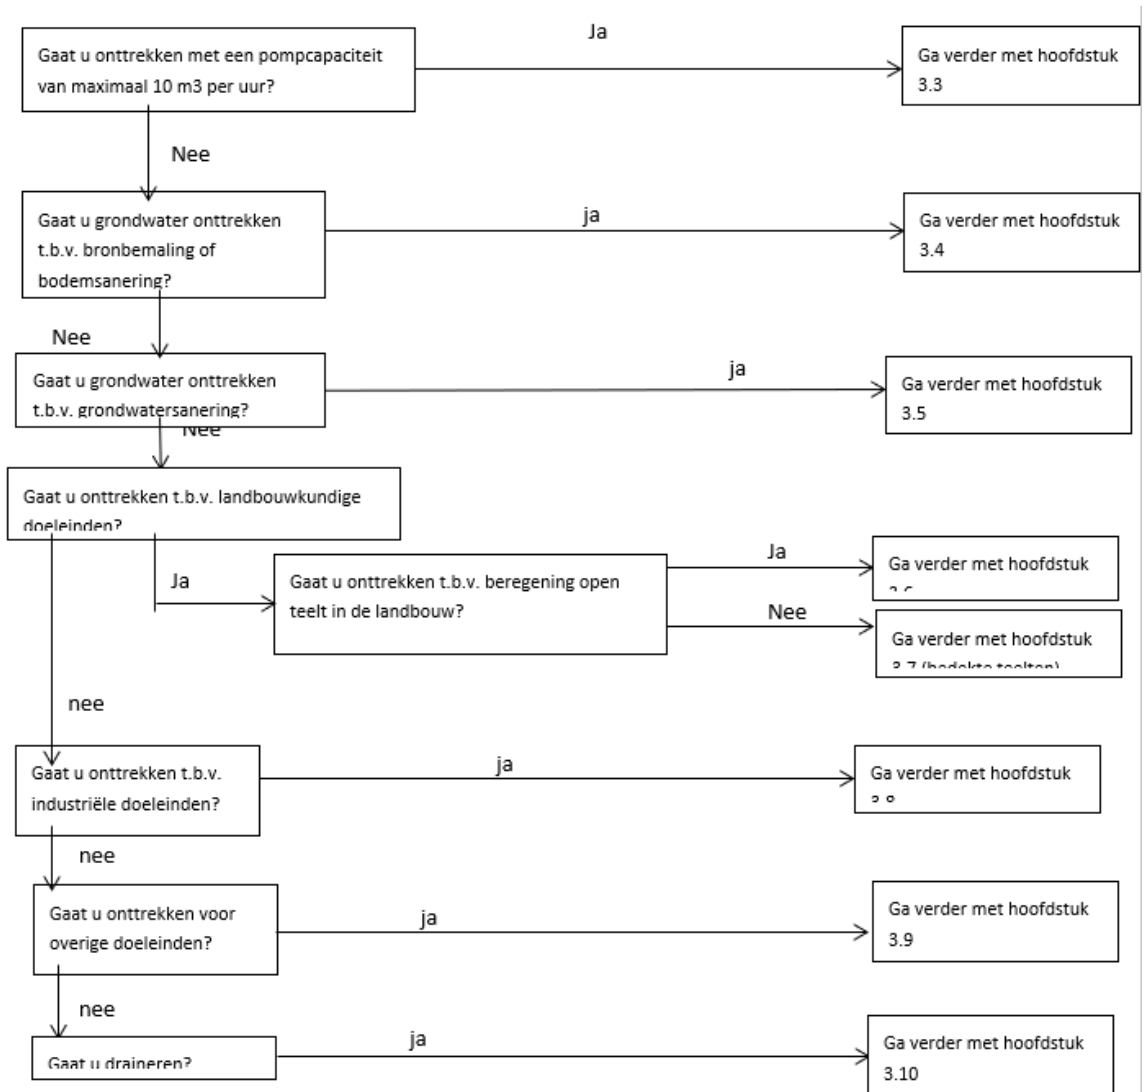 Gaat u onttrekken met een pompcapaciteit
van maximaal 10 m3 per uur?
Ja
Ga verder met hoofdstuk
3.3
Nee
Gaat u grondwater onttrekken
t.b.v. bronbemaling of
bodemsanering?
ja
Ga verder met hoofdstuk
3.4
Nee
Gaat u grondwater onttrekken
t.b.v. grondwatersanering?
ja
Ga verder met hoofdstuk
3.5
Nee
Gaat u onttrekken t.b.v. landbouwkundige
doeleinden?
Ja
Gaat u onttrekken t.b.v. beregening open
teelt in de landbouw?
Ja
Ga verder met hoofdstuk
Nee
Ga verder met hoofdstuk
3.7 (bedekte teelten)
nee
Gaat u onttrekken t.b.v.
industriële doeleinden?
ja
Ga verder met hoofdstuk
nee
Gaat u onttrekken voor
overige doeleinden?
ja
Ga verder met hoofdstuk
3.9
nee
Gaat u draineren?
ja
Ga verder met hoofdstuk
3.10